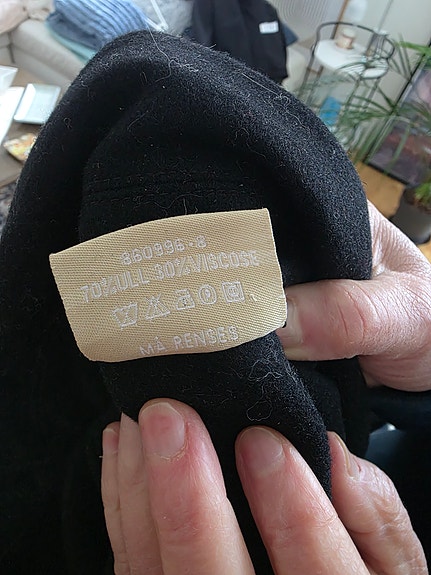 860996-8
70% ULL 30% VISCOSE
MÅ RENSES